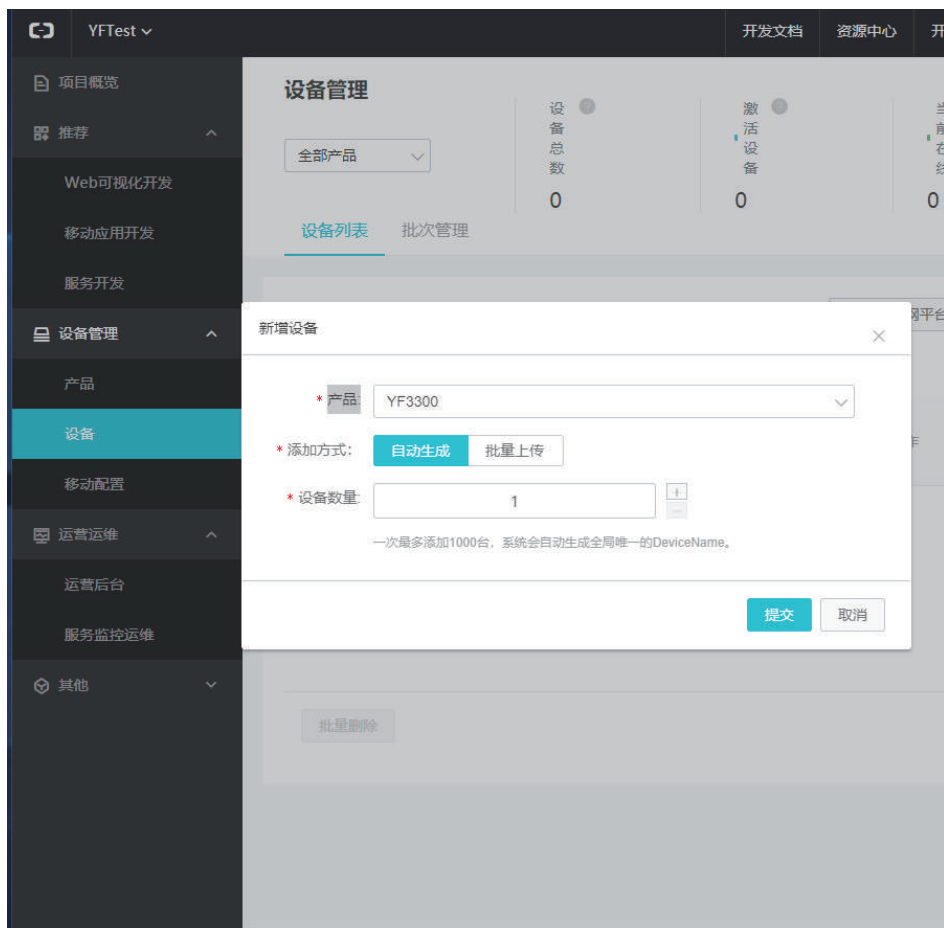 YFTest
开发文档
资源中心
项目概览
推荐
Web可视化开发
移动应用开发
服务开发
设备管理
产品
设备
移动配置
运营运维
运营后台
服务监控运维
其他
设备管理
全部产品
设备总数
0
激活设备
0
当前在线
0
设备列表
批次管理
网平台
新增设备
* 产品:
YF3300
* 添加方式:
自动生成
批量上传
* 设备数量:
1
一次最多添加1000台，系统会自动生成全局唯一的DeviceName。
提交
取消
批量删除